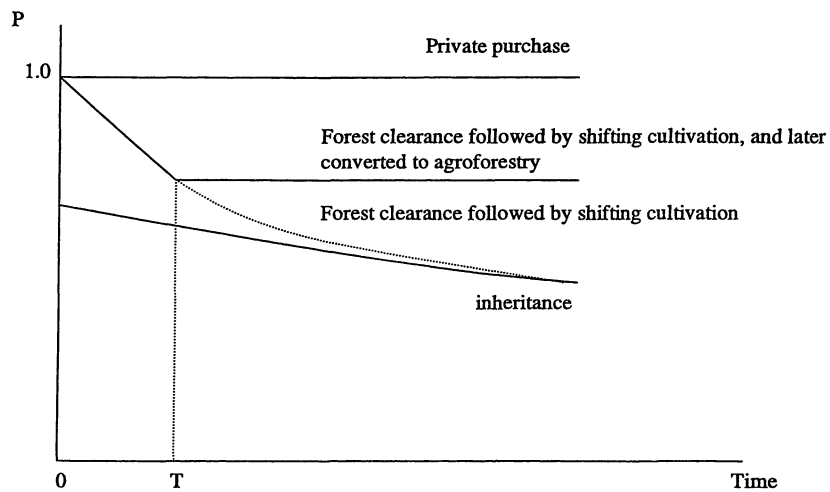 P
Private purchase
1.0
Forest clearance followed by shifting cultivation, and later
converted to agroforestry
Forest clearance followed by shifting cultivation
inheritance
0
T
Time